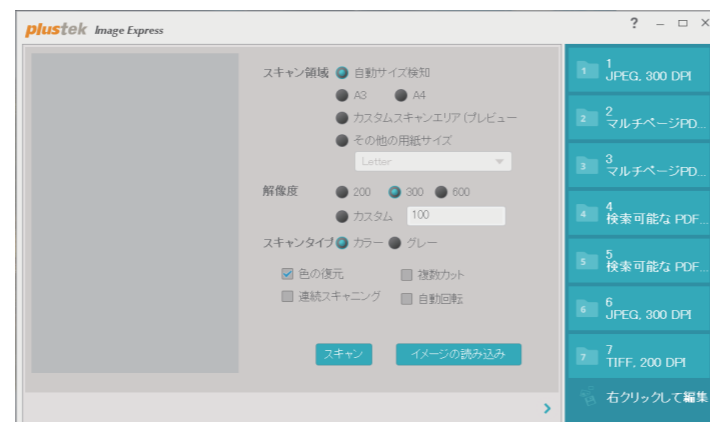 plustek Image Express
? – □ ×
スキャン領域 自動サイズ検知
A3 A4
カスタムスキャンエリア (プレビュー
その他の用紙サイズ
Letter
解像度 200 300 600
カスタム 100
スキャンタイプ カラー グレー
色の復元 複数カット
連続スキャニング 自動回転
スキャン イメージの読み込み
>
1 1
JPEG, 300 DPI
2 2
マルチページPD...
3 3
マルチページPD...
4 4
検索可能な PDF...
5 5
検索可能な PDF...
6 6
JPEG, 300 DPI
7 7
TIFF, 200 DPI
右クリックして編集